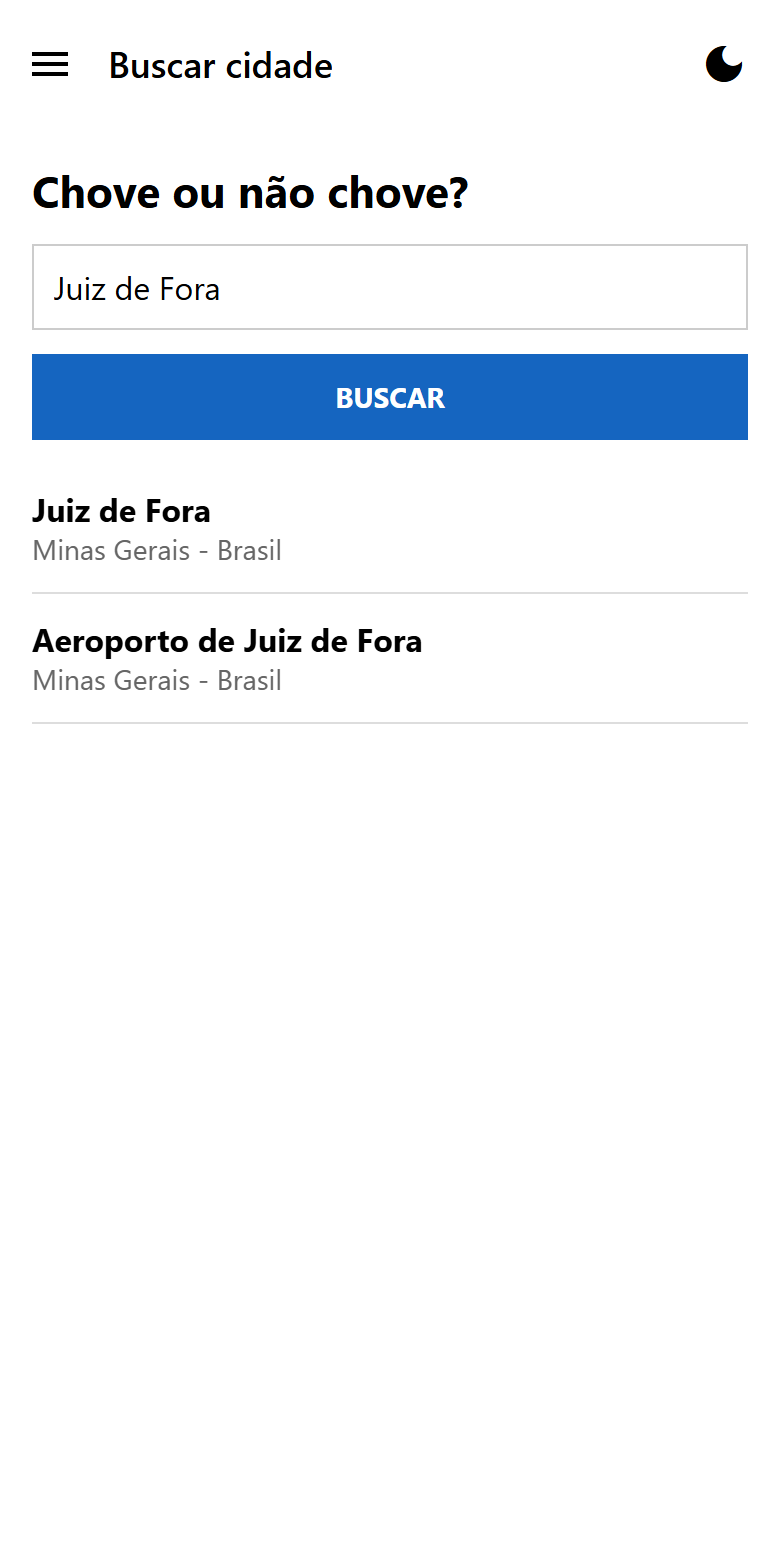 Buscar cidade
Chove ou não chove?
Juiz de Fora
BUSCAR
Juiz de Fora
Minas Gerais - Brasil
Aeroporto de Juiz de Fora
Minas Gerais - Brasil